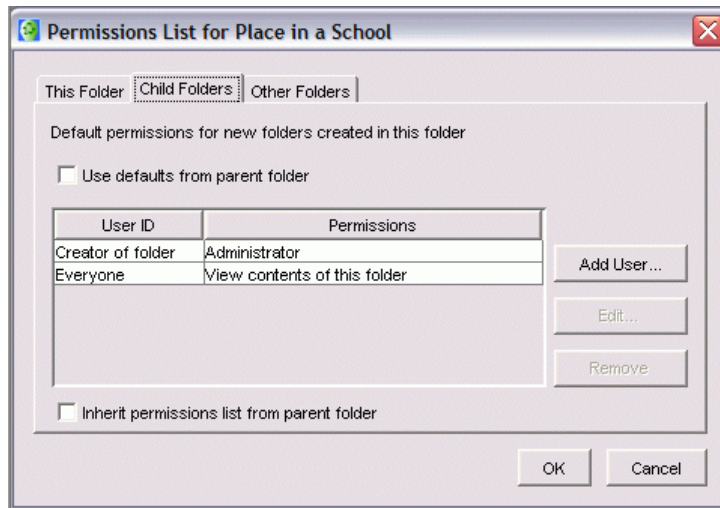 Permissions List for Place in a School
This Folder Child Folders Other Folders
Default permissions for new folders created in this folder
Use defaults from parent folder
User ID Permissions
Creator of folder Administrator
Everyone View contents of this folder
Add User...
Edit...
Remove
Inherit permissions list from parent folder
OK Cancel